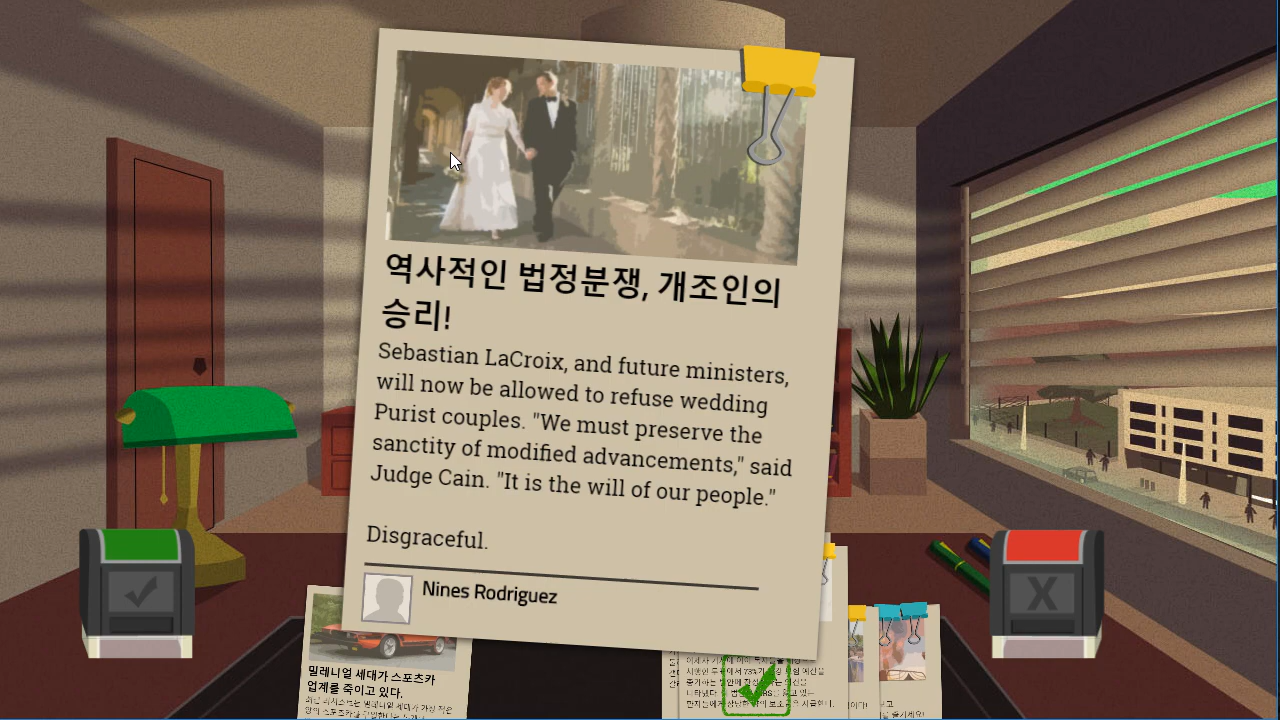 역사적인 법정분쟁, 개조인의
승리!
Sebastian LaCroix, and future ministers,
will now be allowed to refuse wedding
Purist couples. "We must preserve the
sanctity of modified advancements," said
Judge Cain. "It is the will of our people."
Disgraceful.
Nines Rodriguez
밀레니얼 세대가 스포츠카
업계를 죽이고 있다.